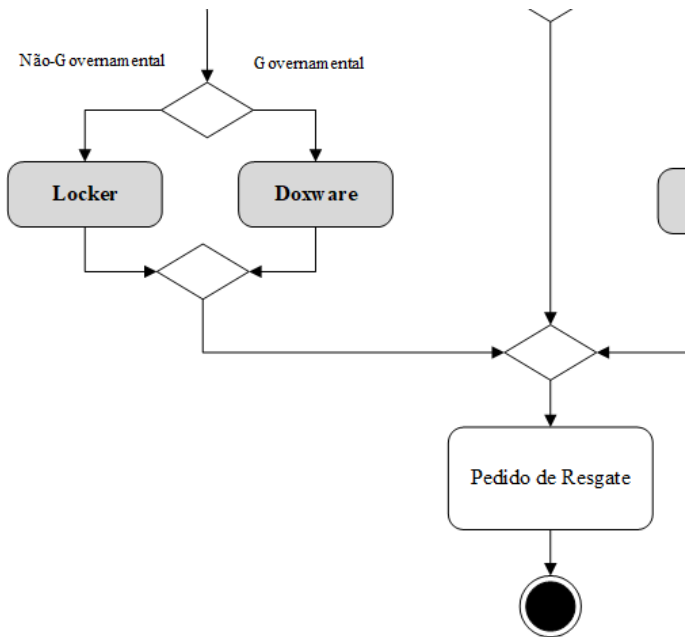 Não-Governamental
Governamental
Locker
Doxware
Pedido de Resgate